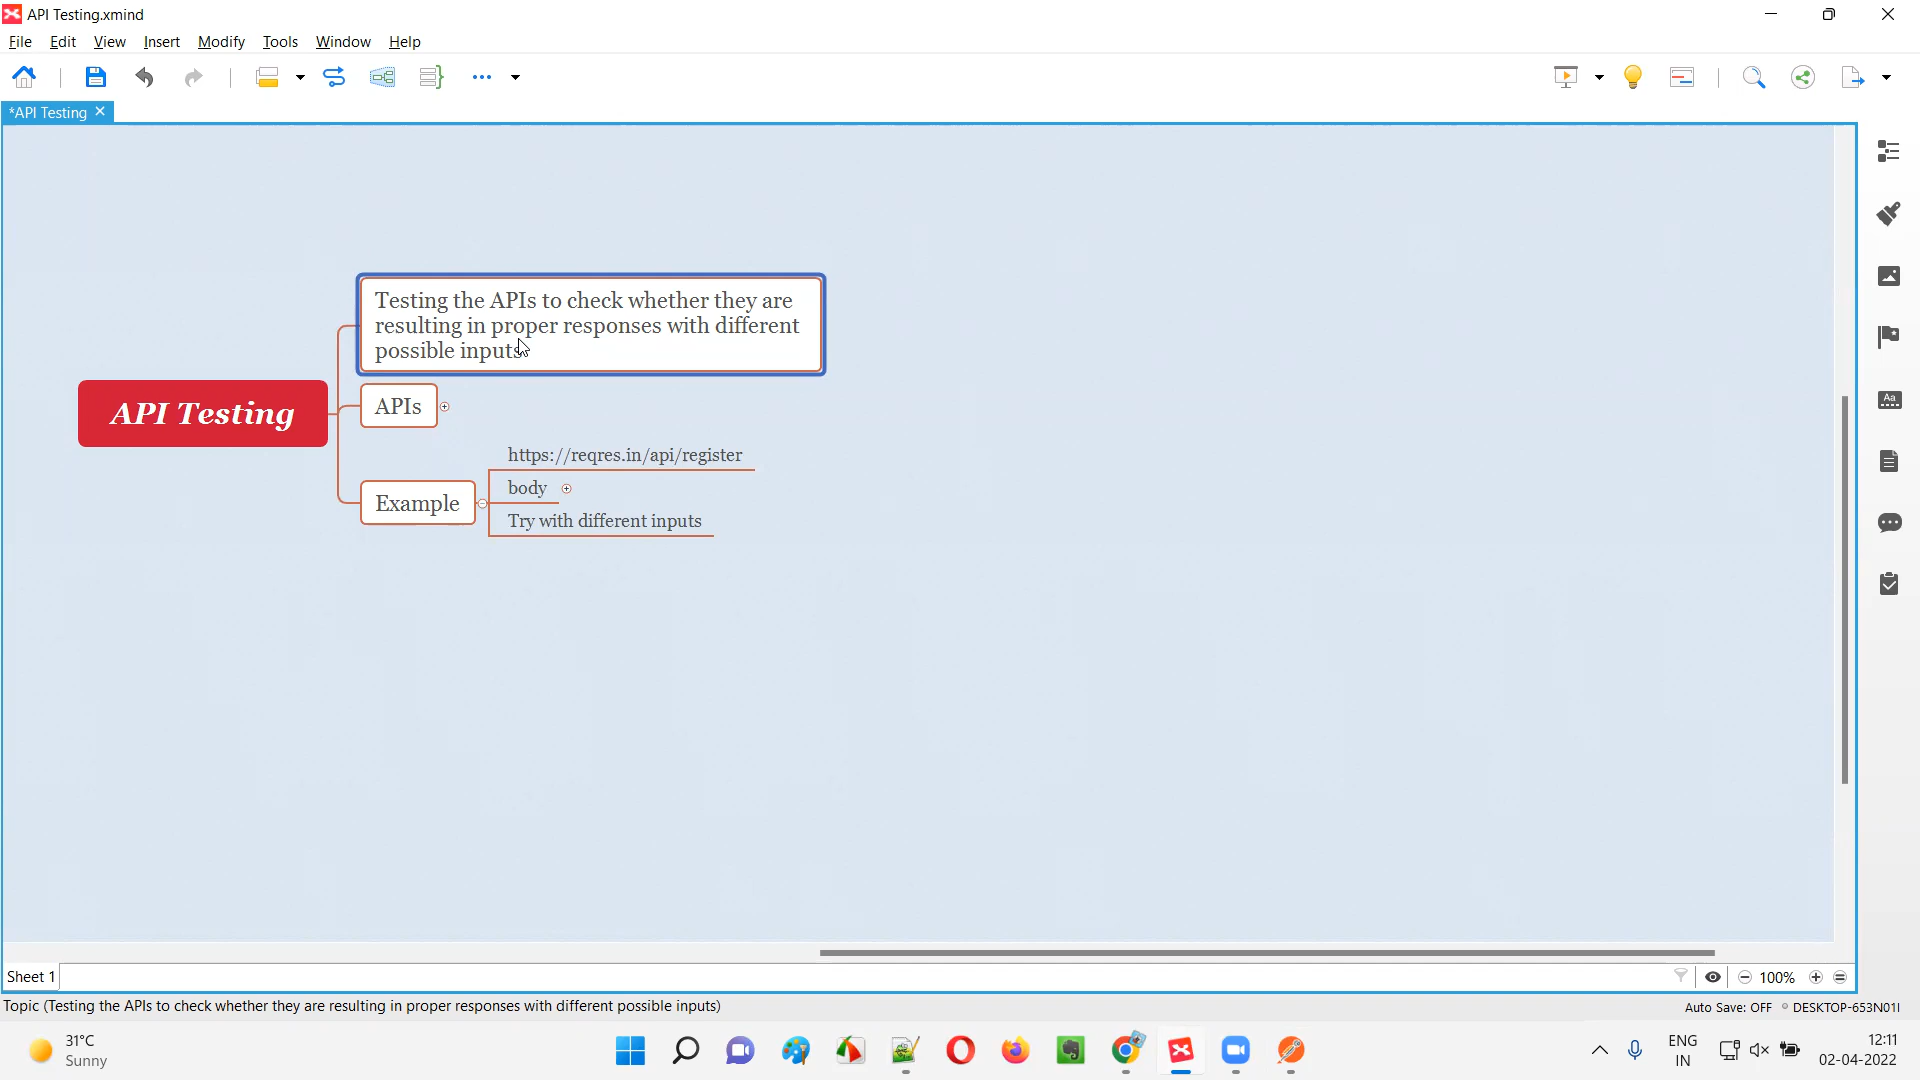 API Testing.xmind
File Edit View Insert Modify Tools Window Help
*API Testing
Testing the APIs to check whether they are
resulting in proper responses with different
possible inputs
API Testing
APIs
https://reqres.in/api/register
body
Example
Try with different inputs
Aa
Sheet 1
100%
Topic (Testing the APIs to check whether they are resulting in proper responses with different possible inputs)
Auto Save: OFF DESKTOP-653N01I
31°C
Sunny
ENG
IN
12:11
02-04-2022